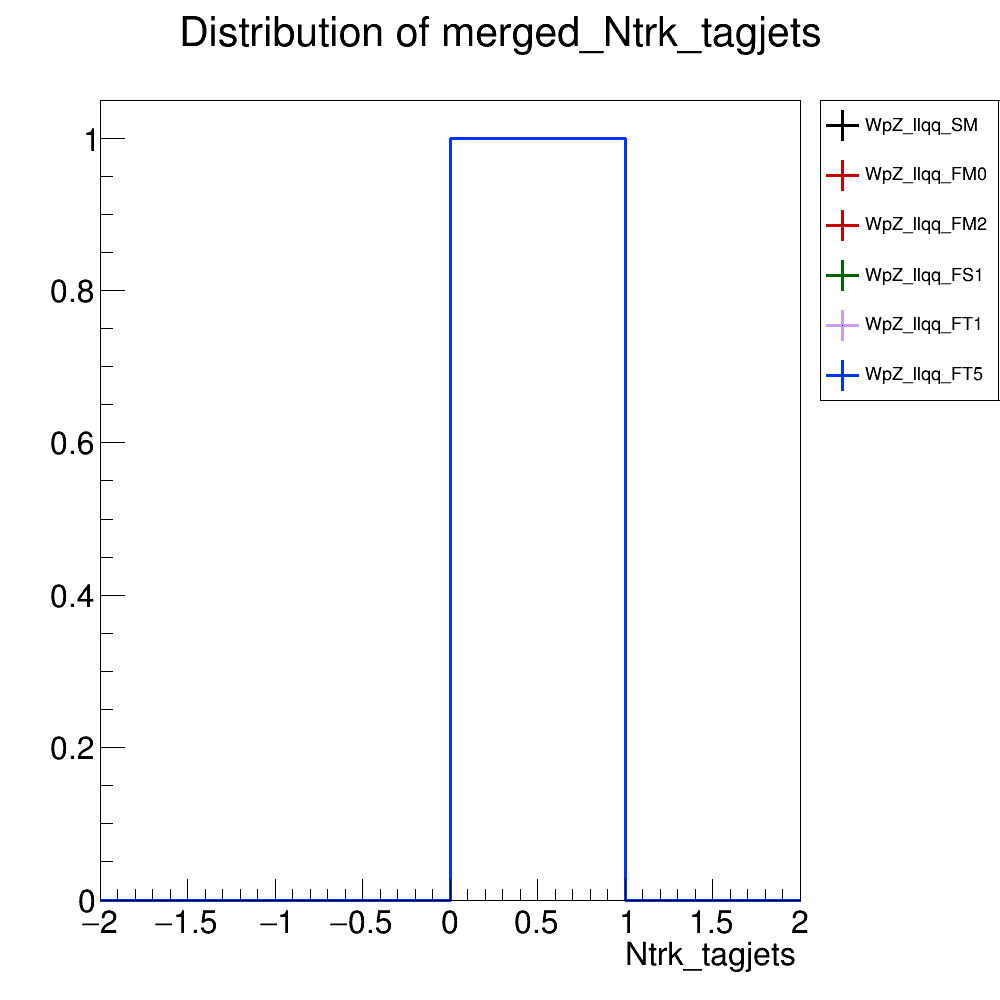 Distribution of merged_Ntrk_tagjets
1
0.8
0.6
0.4
0.2
0
−2 −1.5 −1 −0.5 0 0.5 1 1.5 2
Ntrk_tagjets
WpZ_llqq_SM
WpZ_llqq_FM0
WpZ_llqq_FM2
WpZ_llqq_FS1
WpZ_llqq_FT1
WpZ_llqq_FT5